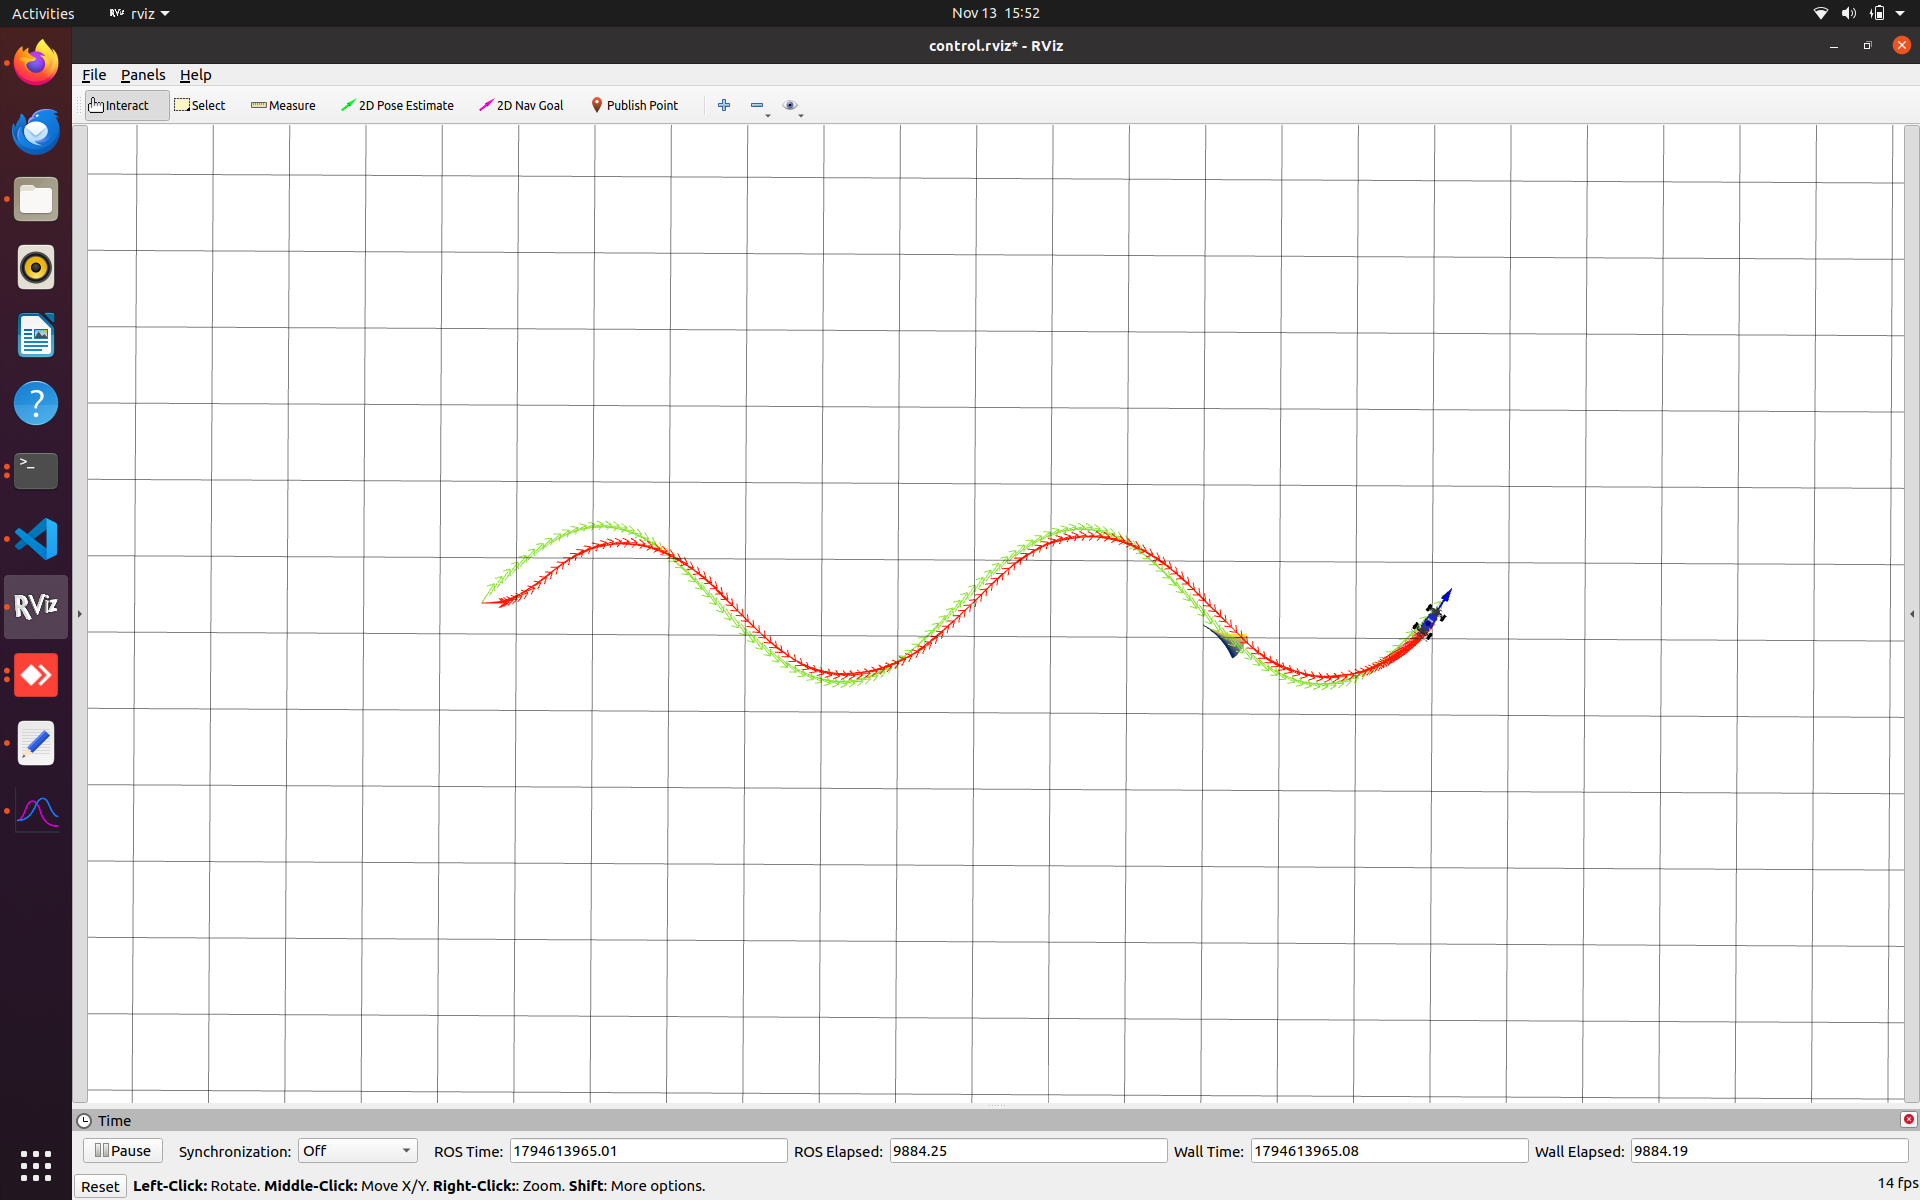 Activities RViz rviz Nov 13 15:52
control.rviz* - RViz
File Panels Help
Interact Select Measure 2D Pose Estimate 2D Nav Goal Publish Point
?
>_
RViz
Time
Pause Synchronization: Off ROS Time: 1794613965.01 ROS Elapsed: 9884.25 Wall Time: 1794613965.08 Wall Elapsed: 9884.19
Reset Left-Click: Rotate. Middle-Click: Move X/Y. Right-Click:: Zoom. Shift: More options. 14 fps